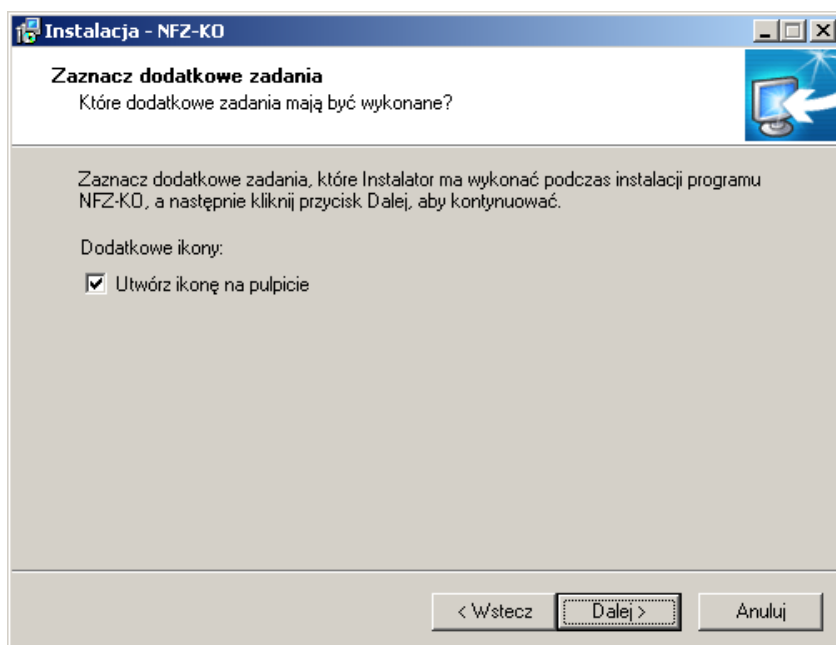 Instalacja - NFZ-KO
Zaznacz dodatkowe zadania
Które dodatkowe zadania mają być wykonane?
Zaznacz dodatkowe zadania, które Instalator ma wykonać podczas instalacji programu
NFZ-KO, a następnie kliknij przycisk Dalej, aby kontynuować.
Dodatkowe ikony:
Utwórz ikonę na pulpicie
< Wstecz
Dalej >
Anuluj